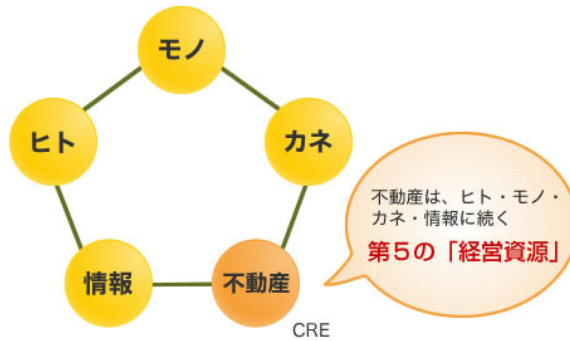 モノ
ヒト
カネ
不動産は、ヒト・モノ・
カネ・情報に続く
第5の「経営資源」
情報
不動産
CRE